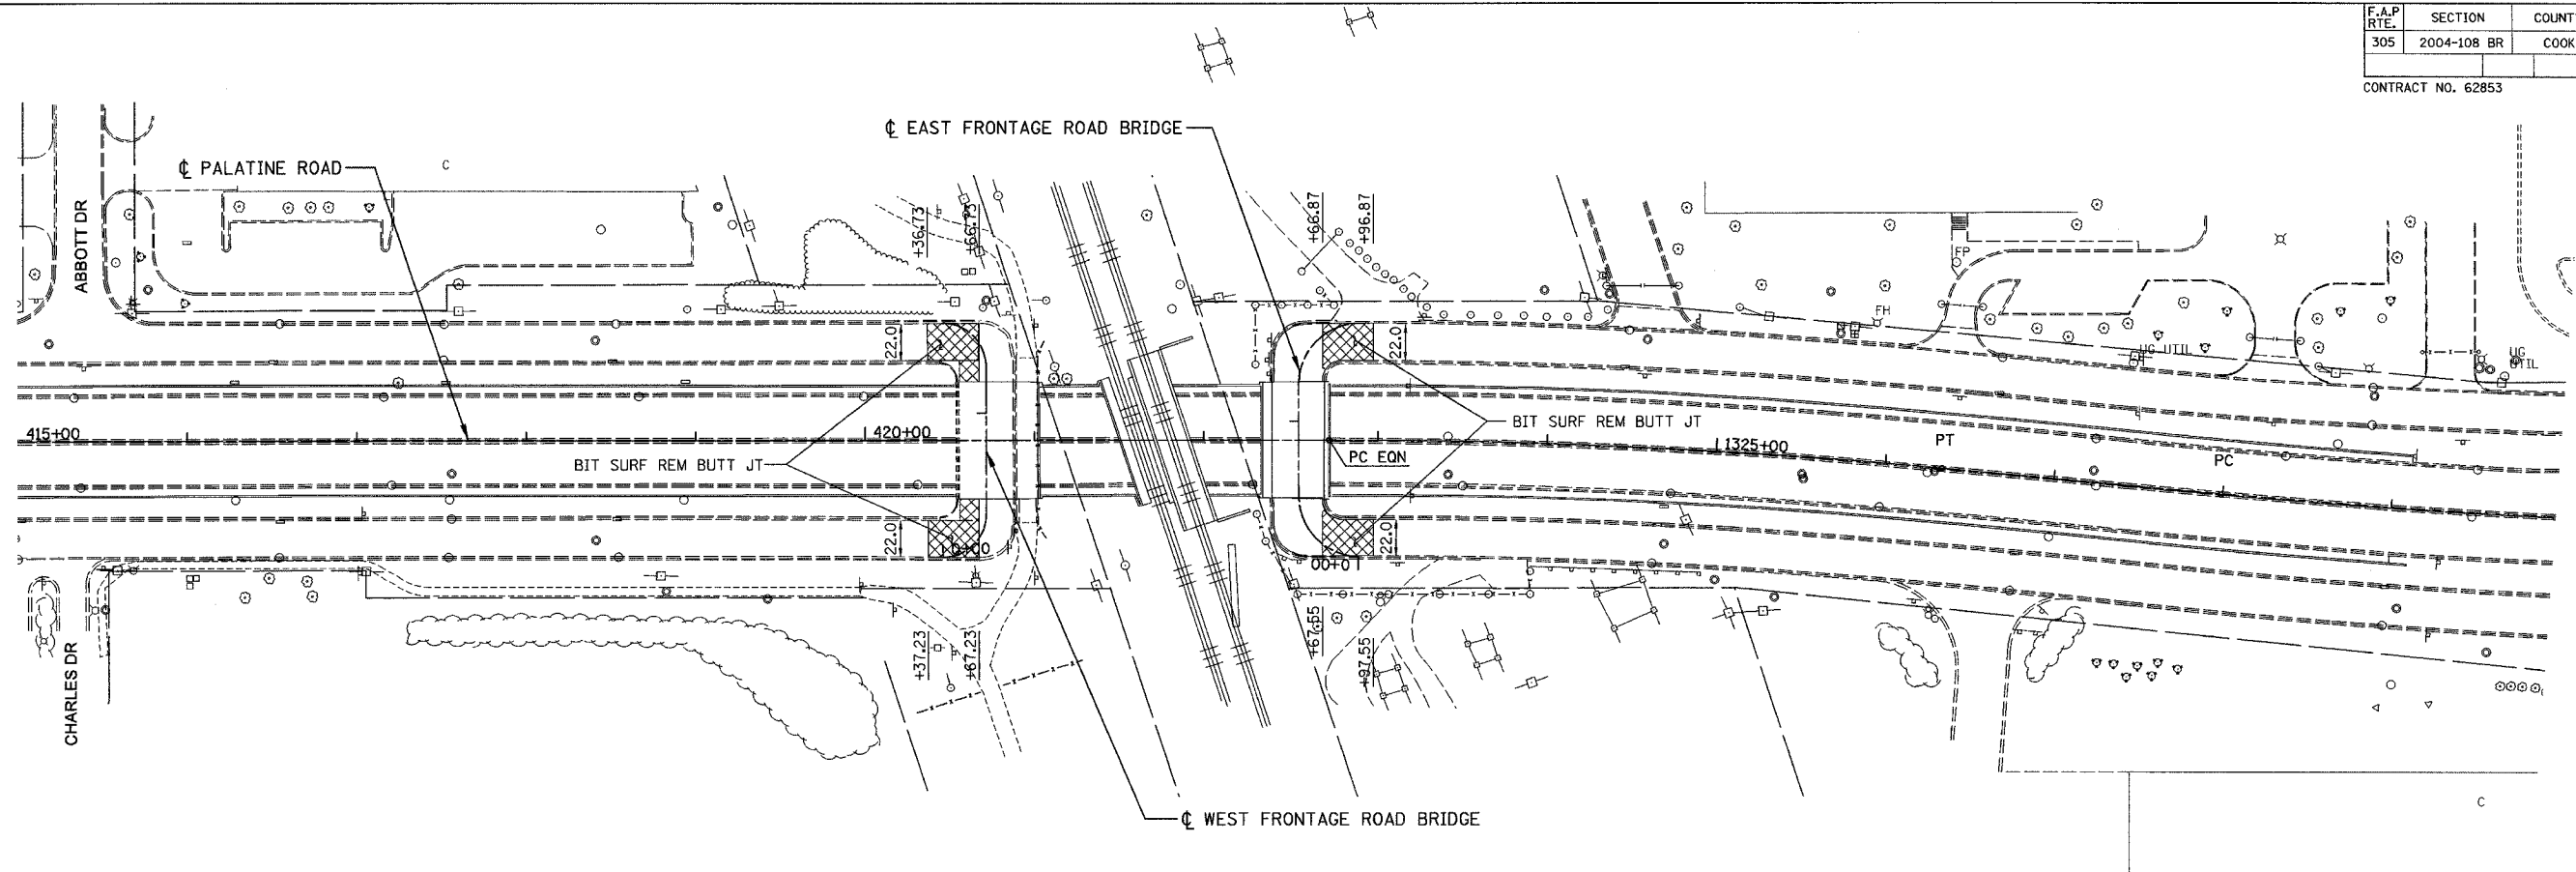 F.A.P RTE. SECTION COUNT
305 2004-108 BR COOK
CONTRACT NO. 62853
℄ EAST FRONTAGE ROAD BRIDGE
℄ PALATINE ROAD
C
ABBOTT DR
+36.73
+66.73
+66.87
+96.87
FP
FH
UG UTIL
UG UTIL
22.0
22.0
415+00
420+00
BIT SURF REM BUTT JT
BIT SURF REM BUTT JT
PC EQN
1325+00
PT
PC
22.0
22.0
0+00
0+00
+37.23
+67.23
+67.55
+97.55
CHARLES DR
℄ WEST FRONTAGE ROAD BRIDGE
C